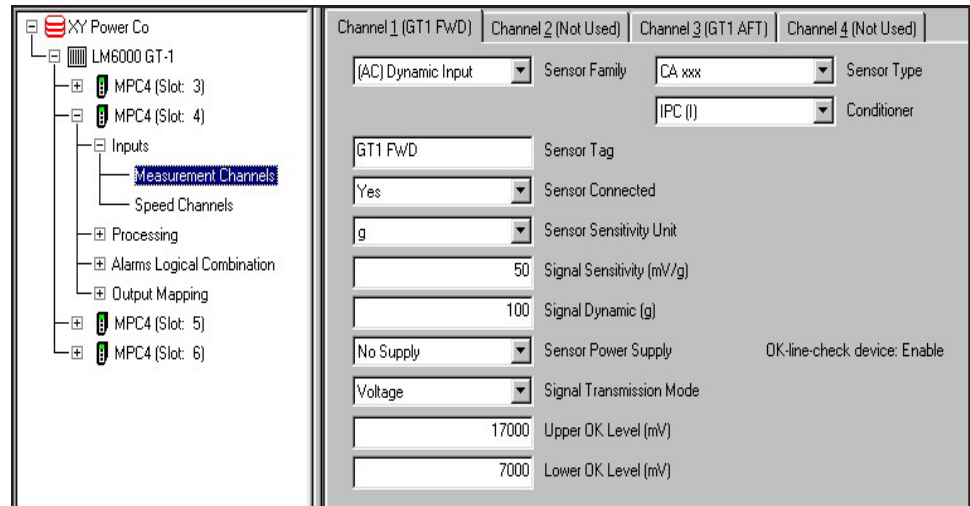 XY Power Co
LM6000 GT-1
MPC4 (Slot: 3)
MPC4 (Slot: 4)
Inputs
Measurement Channels
Speed Channels
Processing
Alarms Logical Combination
Output Mapping
MPC4 (Slot: 5)
MPC4 (Slot: 6)
Channel 1 (GT1 FWD) Channel 2 (Not Used) Channel 3 (GT1 AFT) Channel 4 (Not Used)
(AC) Dynamic Input Sensor Family CA xxx Sensor Type
IPC (I) Conditioner
GT1 FWD Sensor Tag
Yes Sensor Connected
g Sensor Sensitivity Unit
50 Signal Sensitivity (mV/g)
100 Signal Dynamic (g)
No Supply Sensor Power Supply OK-line-check device: Enable
Voltage Signal Transmission Mode
17000 Upper OK Level (mV)
7000 Lower OK Level (mV)